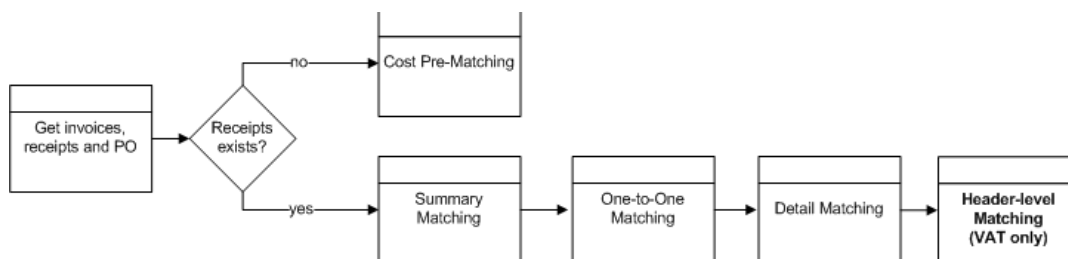 no
Cost Pre-Matching
Get invoices,
receipts and PO
Receipts
exists?
yes
Summary
Matching
One-to-One
Matching
Detail Matching
Header-level
Matching
(VAT only)